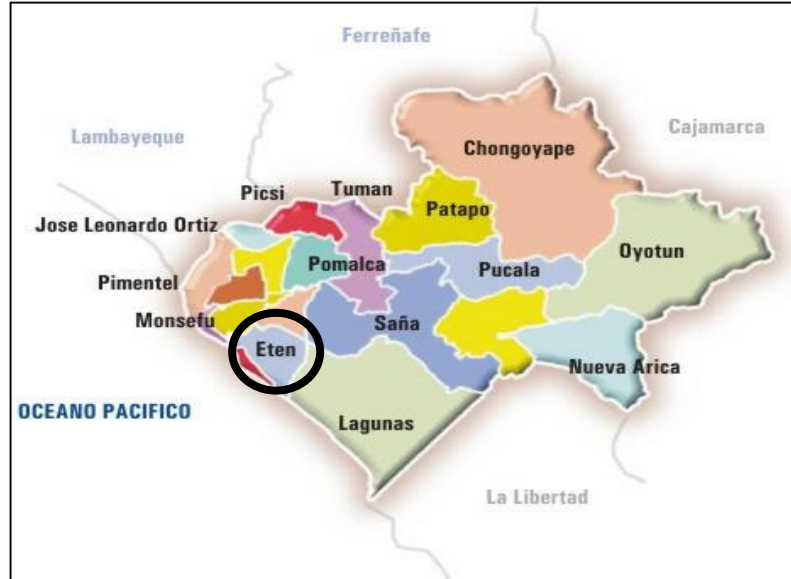 Ferreñafe
Lambayeque
Cajamarca
Chongoyape
Picsi
Tuman
Patapo
Jose Leonardo Ortiz
Oyotun
Pomalca
Pucala
Pimentel
Monsefu
Saña
Eten
Nueva Arica
OCEANO PACIFICO
Lagunas
La Libertad